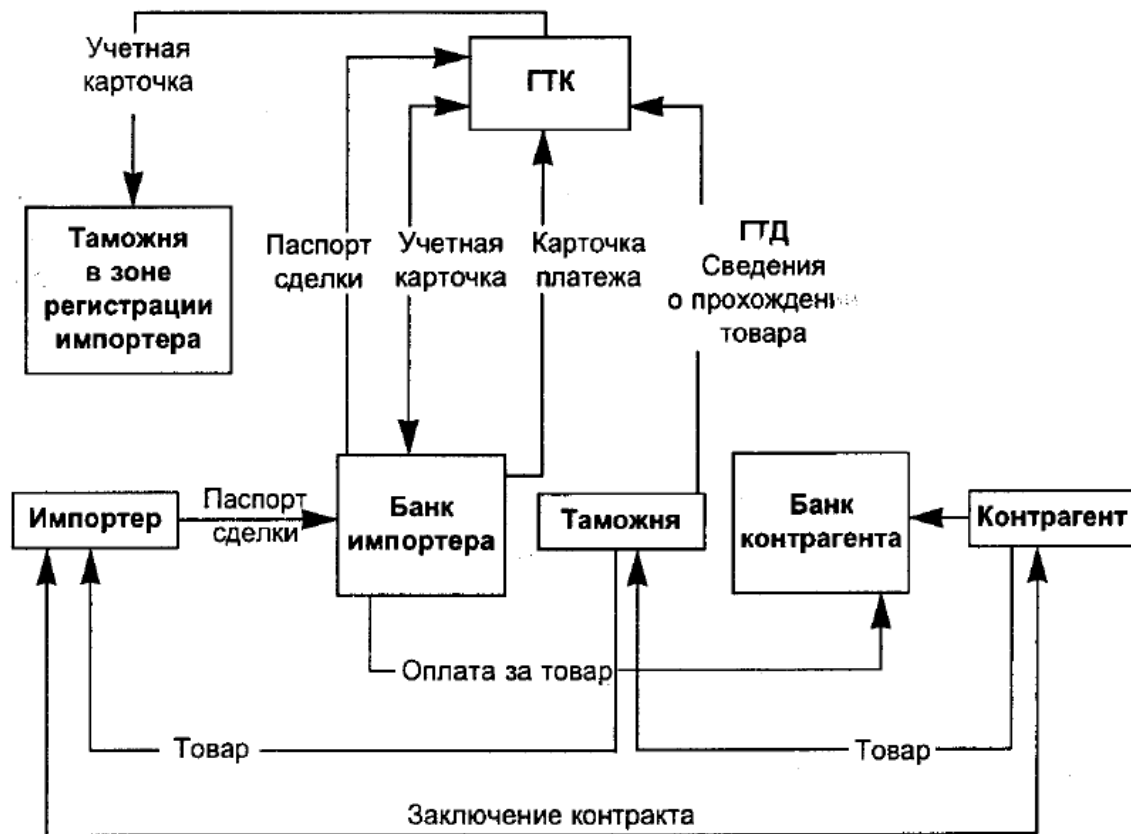 Учетная
карточка
ГТК
Таможня
в зоне
регистрации
импортера
Паспорт
сделки
Учетная
карточка
Карточка
платежа
ГТД
Сведения
о прохождении
товара
Импортер
Паспорт
сделки
Банк
импортера
Таможня
Банк
контрагента
Контрагент
Оплата за товар
Товар
Товар
Заключение контракта